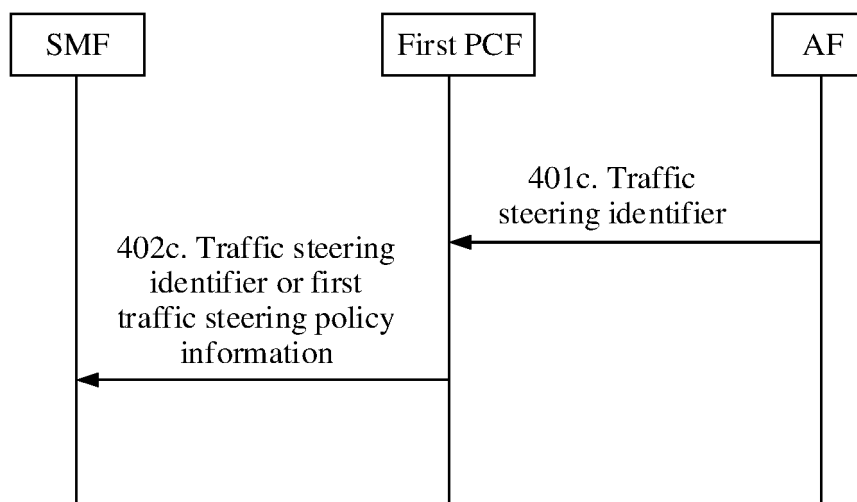 SMF
First PCF
AF
401c. Traffic
steering identifier
402c. Traffic steering
identifier or first
traffic steering policy
information